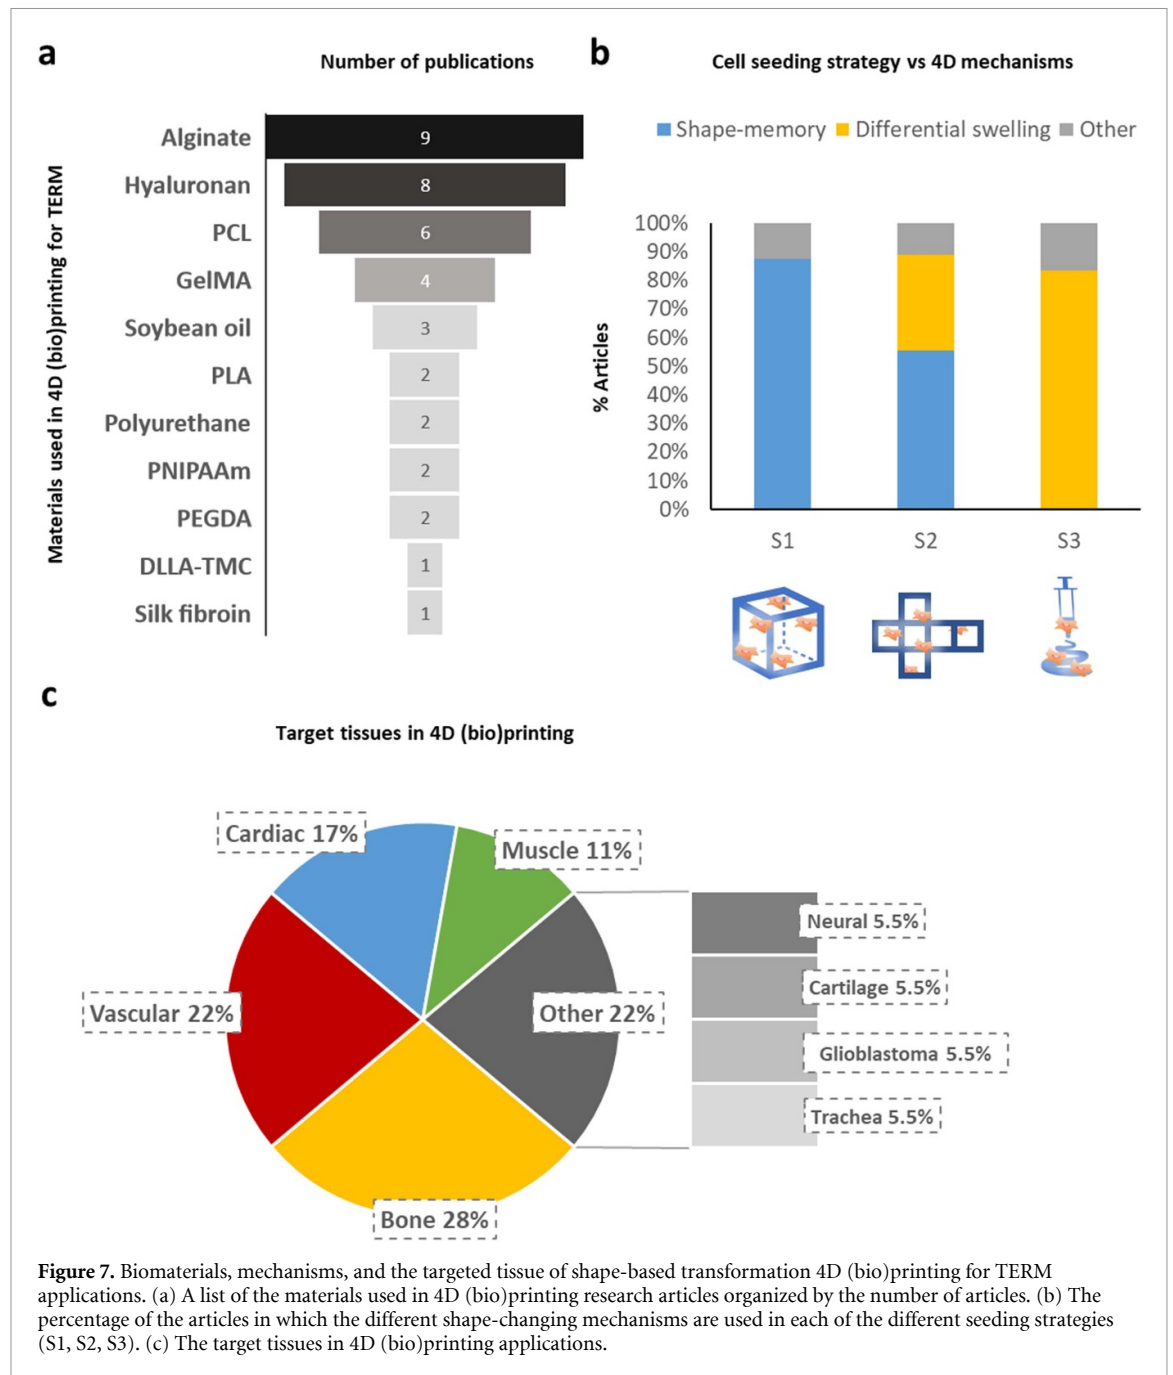 a
Number of publications
Materials used in 4D (bio)printing for TERM
Alginate 9
Hyaluronan 8
PCL 6
GelMA 4
Soybean oil 3
PLA 2
Polyurethane 2
PNIPAAm 2
PEGDA 2
DLLA-TMC 1
Silk fibroin 1
b
Cell seeding strategy vs 4D mechanisms
Shape-memory Differential swelling Other
% Articles
100%
90%
80%
70%
60%
50%
40%
30%
20%
10%
0%
S1 S2 S3
c
Target tissues in 4D (bio)printing
Cardiac 17%
Muscle 11%
Vascular 22%
Other 22%
Bone 28%
Neural 5.5%
Cartilage 5.5%
Glioblastoma 5.5%
Trachea 5.5%
Figure 7. Biomaterials, mechanisms, and the targeted tissue of shape-based transformation 4D (bio)printing for TERM
applications. (a) A list of the materials used in 4D (bio)printing research articles organized by the number of articles. (b) The
percentage of the articles in which the different shape-changing mechanisms are used in each of the different seeding strategies
(S1, S2, S3). (c) The target tissues in 4D (bio)printing applications.